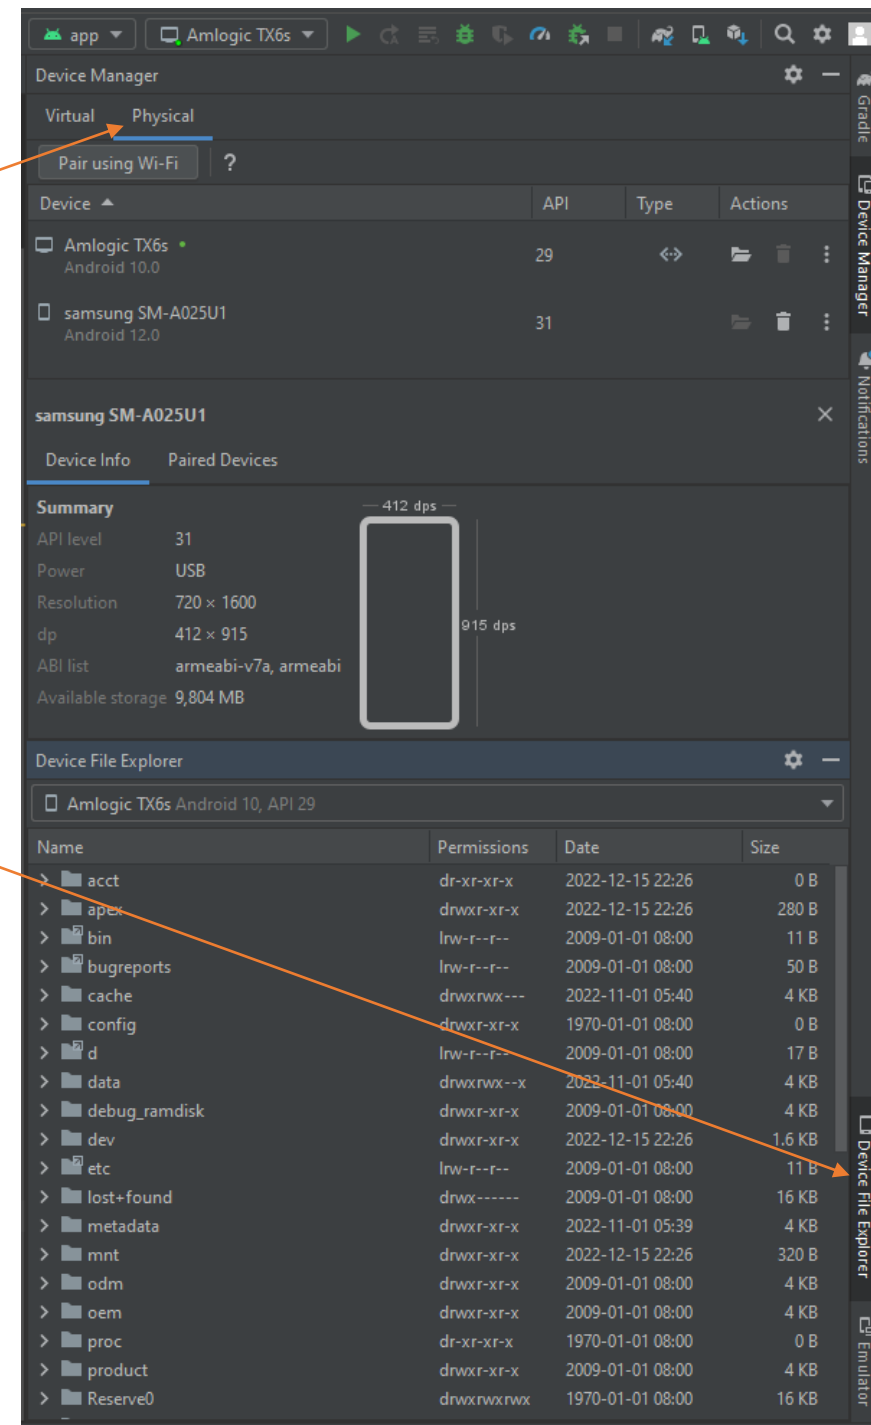 app Amlogic TX6s
Device Manager
Virtual Physical
Pair using Wi-Fi ?
Device API Type Actions
Amlogic TX6s 29
Android 10.0
samsung SM-A025U1 31
Android 12.0
samsung SM-A025U1
Device Info Paired Devices
Summary
API level 31
Power USB
Resolution 720 × 1600
dp 412 × 915
ABI list armeabi-v7a, armeabi
Available storage 9,804 MB
412 dps
915 dps
Device File Explorer
Amlogic TX6s Android 10, API 29
Name Permissions Date Size
acct dr-xr-xr-x 2022-12-15 22:26 0 B
apex drwxr-xr-x 2022-12-15 22:26 280 B
bin lrw-r--r-- 2009-01-01 08:00 11 B
bugreports lrw-r--r-- 2009-01-01 08:00 50 B
cache drwxrwx--- 2022-11-01 05:40 4 KB
config drwxr-xr-x 1970-01-01 08:00 0 B
d lrw-r--r-- 2009-01-01 08:00 17 B
data drwxrwx--x 2022-11-01 05:40 4 KB
debug_ramdisk drwxr-xr-x 2009-01-01 08:00 4 KB
dev drwxr-xr-x 2022-12-15 22:26 1.6 KB
etc lrw-r--r-- 2009-01-01 08:00 11 B
lost+found drwx------ 2009-01-01 08:00 16 KB
metadata drwxr-xr-x 2022-11-01 05:39 4 KB
mnt drwxr-xr-x 2022-12-15 22:26 320 B
odm drwxr-xr-x 2009-01-01 08:00 4 KB
oem drwxr-xr-x 2009-01-01 08:00 4 KB
proc dr-xr-xr-x 1970-01-01 08:00 0 B
product drwxr-xr-x 2009-01-01 08:00 4 KB
Reserve0 drwxrwxrwx 1970-01-01 08:00 16 KB
Gradle
Device Manager
Notifications
Device File Explorer
Emulator